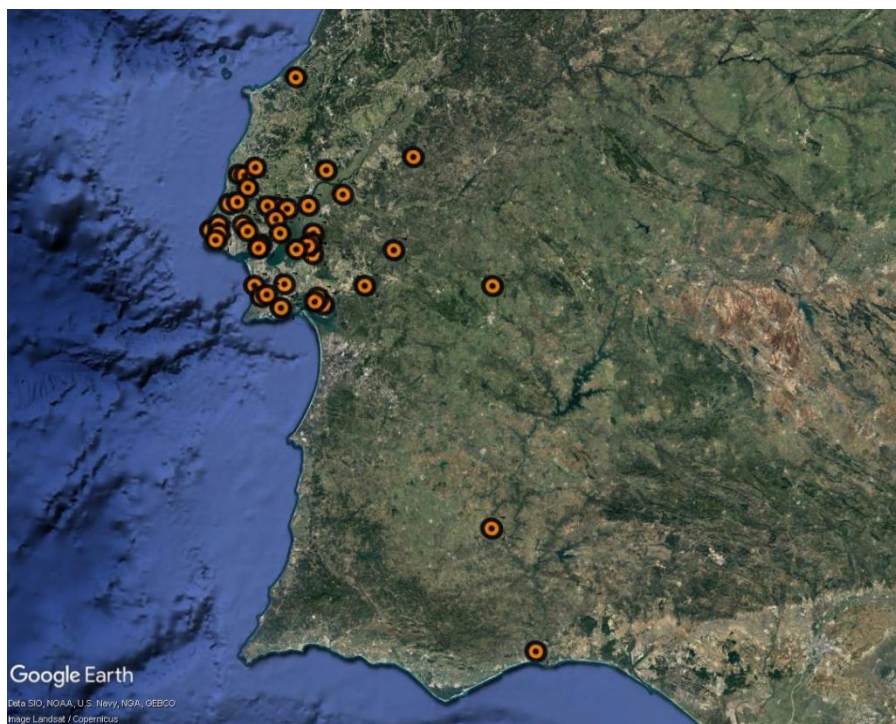 Google Earth
Data SIO, NOAA, U.S. Navy, NGA, GEBCO
Image Landsat / Copernicus